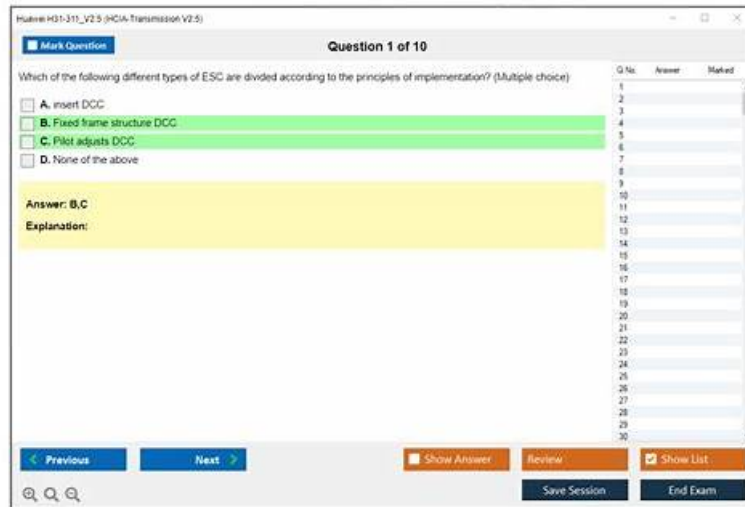 Huawei H31-311_V2.5 (HCIA-Transmission V2.5)
Mark Question
Question 1 of 10
Which of the following different types of ESC are divided according to the principles of implementation? (Multiple choice)
A. insert DCC
B. Fixed frame structure DCC
C. Pilot adjusts DCC
D. None of the above
Answer: B,C
Explanation:
Q No. Answer Marked
1
2
3
4
5
6
7
8
9
10
11
12
13
14
15
16
17
18
19
20
21
22
23
24
25
26
27
28
29
30
Previous
Next
Show Answer
Review
Show List
Save Session
End Exam